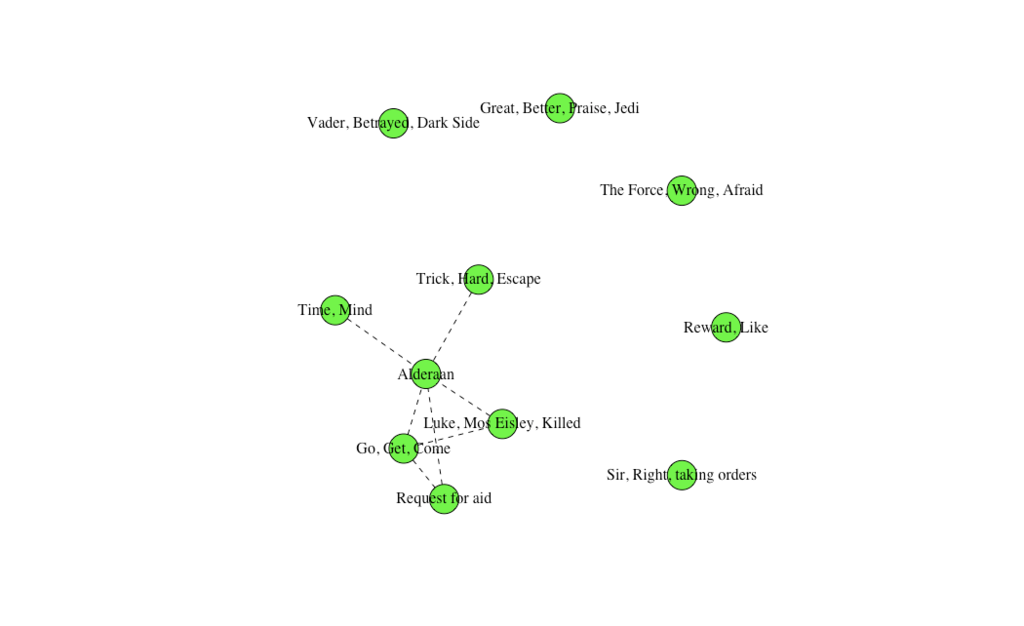 Great, Better, Praise, Jedi
Vader, Betrayed, Dark Side
The Force, Wrong, Afraid
Trick, Hard, Escape
Time, Mind
Reward, Like
Alderaan
Luke, Mos Eisley, Killed
Go, Get, Come
Sir, Right, taking orders
Request for aid